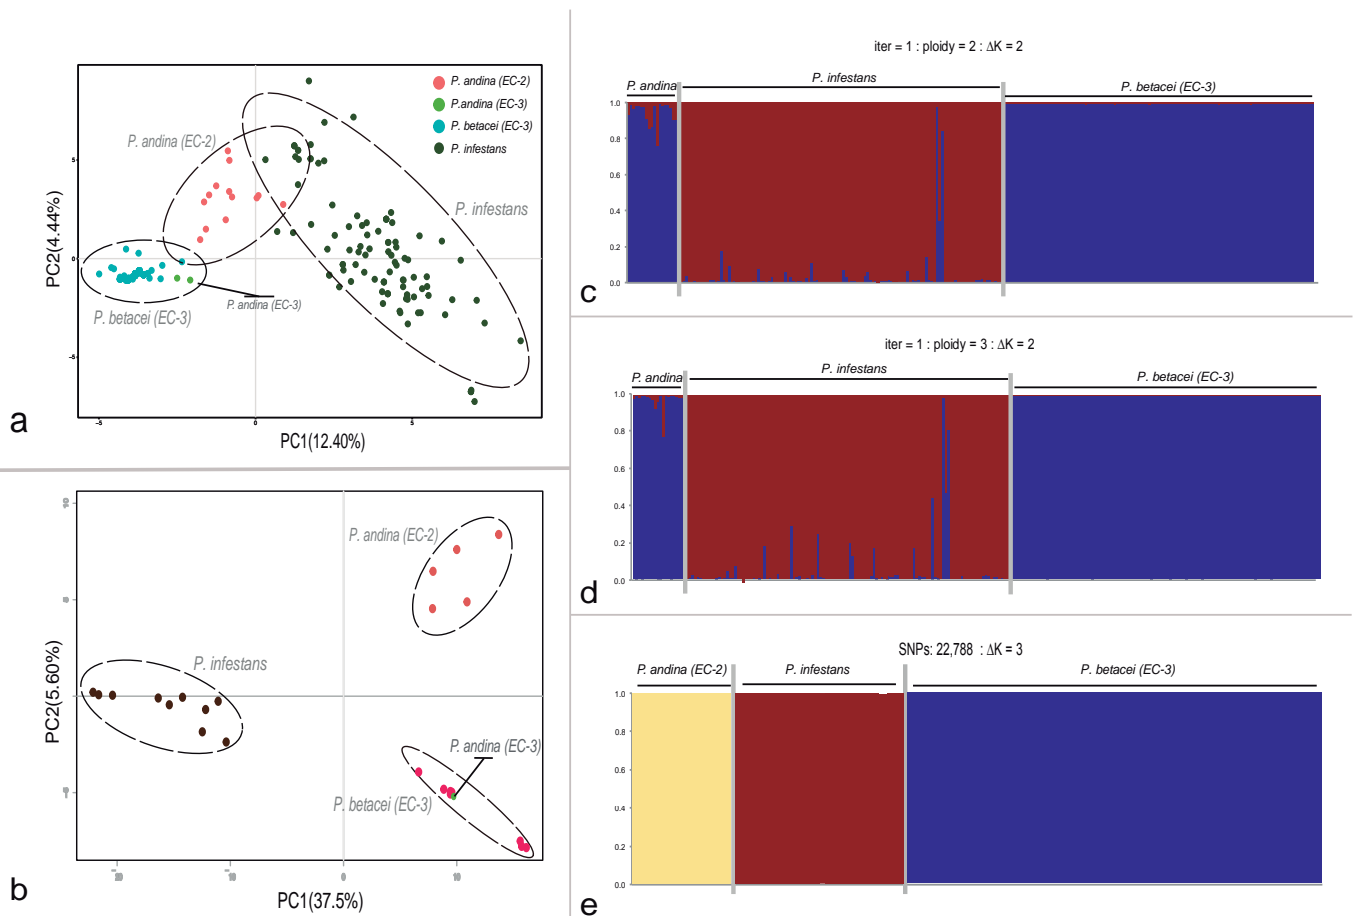 P. andina (EC-2)
P.andina (EC-3)
P. betacei (EC-3)
P. infestans
P. andina (EC-2)
P. infestans
P. andina (EC-3)
P. betacei (EC-3)
5
0
-5
-5
0
5
PC2(4.44%)
PC1(12.40%)
a
P. andina (EC-2)
P. infestans
P. andina (EC-3)
P. betacei (EC-3)
PC2(5.60%)
PC1(37.5%)
0
10
b
iter = 1 : ploidy = 2 : ΔK = 2
P. andina
P. infestans
P. betacei (EC-3)
1.0
0.8
0.6
0.4
0.2
0.0
c
iter = 1 : ploidy = 3 : ΔK = 2
P. andina
P. infestans
P. betacei (EC-3)
1.0
0.8
0.6
0.4
0.2
0.0
d
SNPs: 22,788 : ΔK = 3
P. andina (EC-2)
P. infestans
P. betacei (EC-3)
1.0
0.8
0.6
0.4
0.2
0.0
e